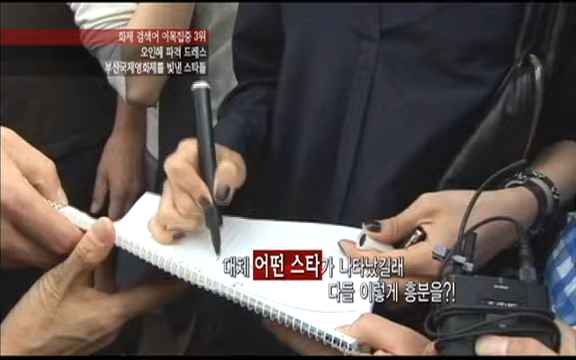 화제 검색어 이목집중 3위
오인혜 파격 드레스
부산국제영화제를 빛낸 스타들
대체 어떤 스타가 나타났길래
다들 이렇게 흥분을?!